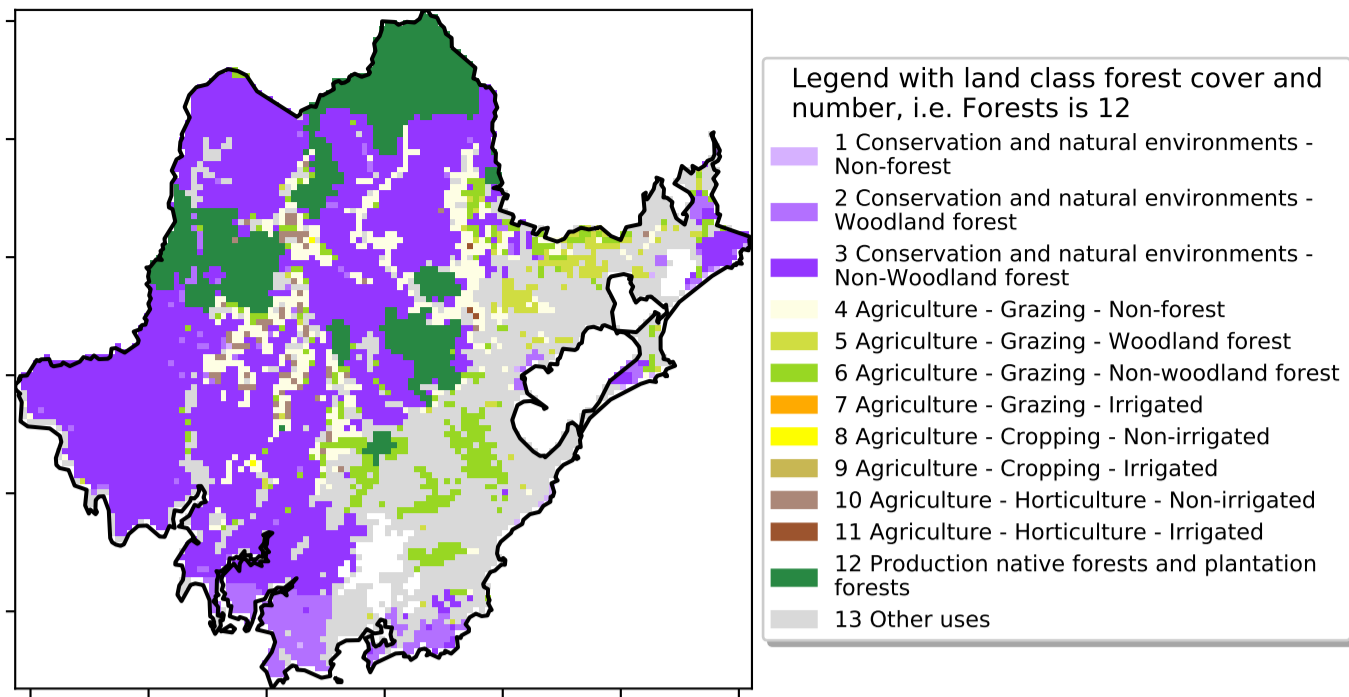 Legend with land class forest cover and
number, i.e. Forests is 12
1 Conservation and natural environments -
Non-forest
2 Conservation and natural environments -
Woodland forest
3 Conservation and natural environments -
Non-Woodland forest
4 Agriculture - Grazing - Non-forest
5 Agriculture - Grazing - Woodland forest
6 Agriculture - Grazing - Non-woodland forest
7 Agriculture - Grazing - Irrigated
8 Agriculture - Cropping - Non-irrigated
9 Agriculture - Cropping - Irrigated
10 Agriculture - Horticulture - Non-irrigated
11 Agriculture - Horticulture - Irrigated
12 Production native forests and plantation
forests
13 Other uses